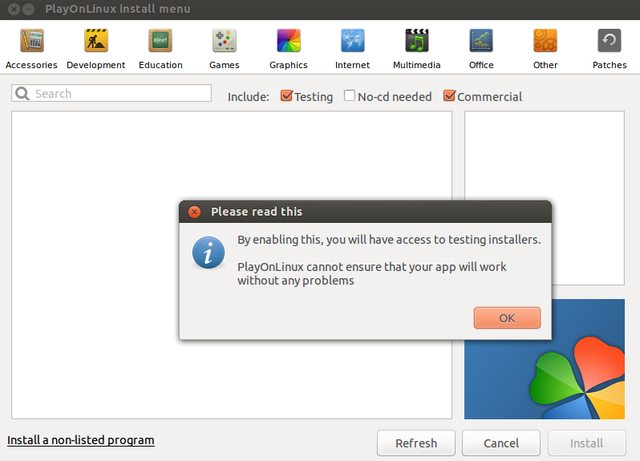 PlayOnLinux install menu
Accessories Development Education Games Graphics Internet Multimedia Office Other Patches
Search Include: Testing No-cd needed Commercial
Please read this
By enabling this, you will have access to testing installers.
PlayOnLinux cannot ensure that your app will work
without any problems
OK
Install a non-listed program Refresh Cancel Install